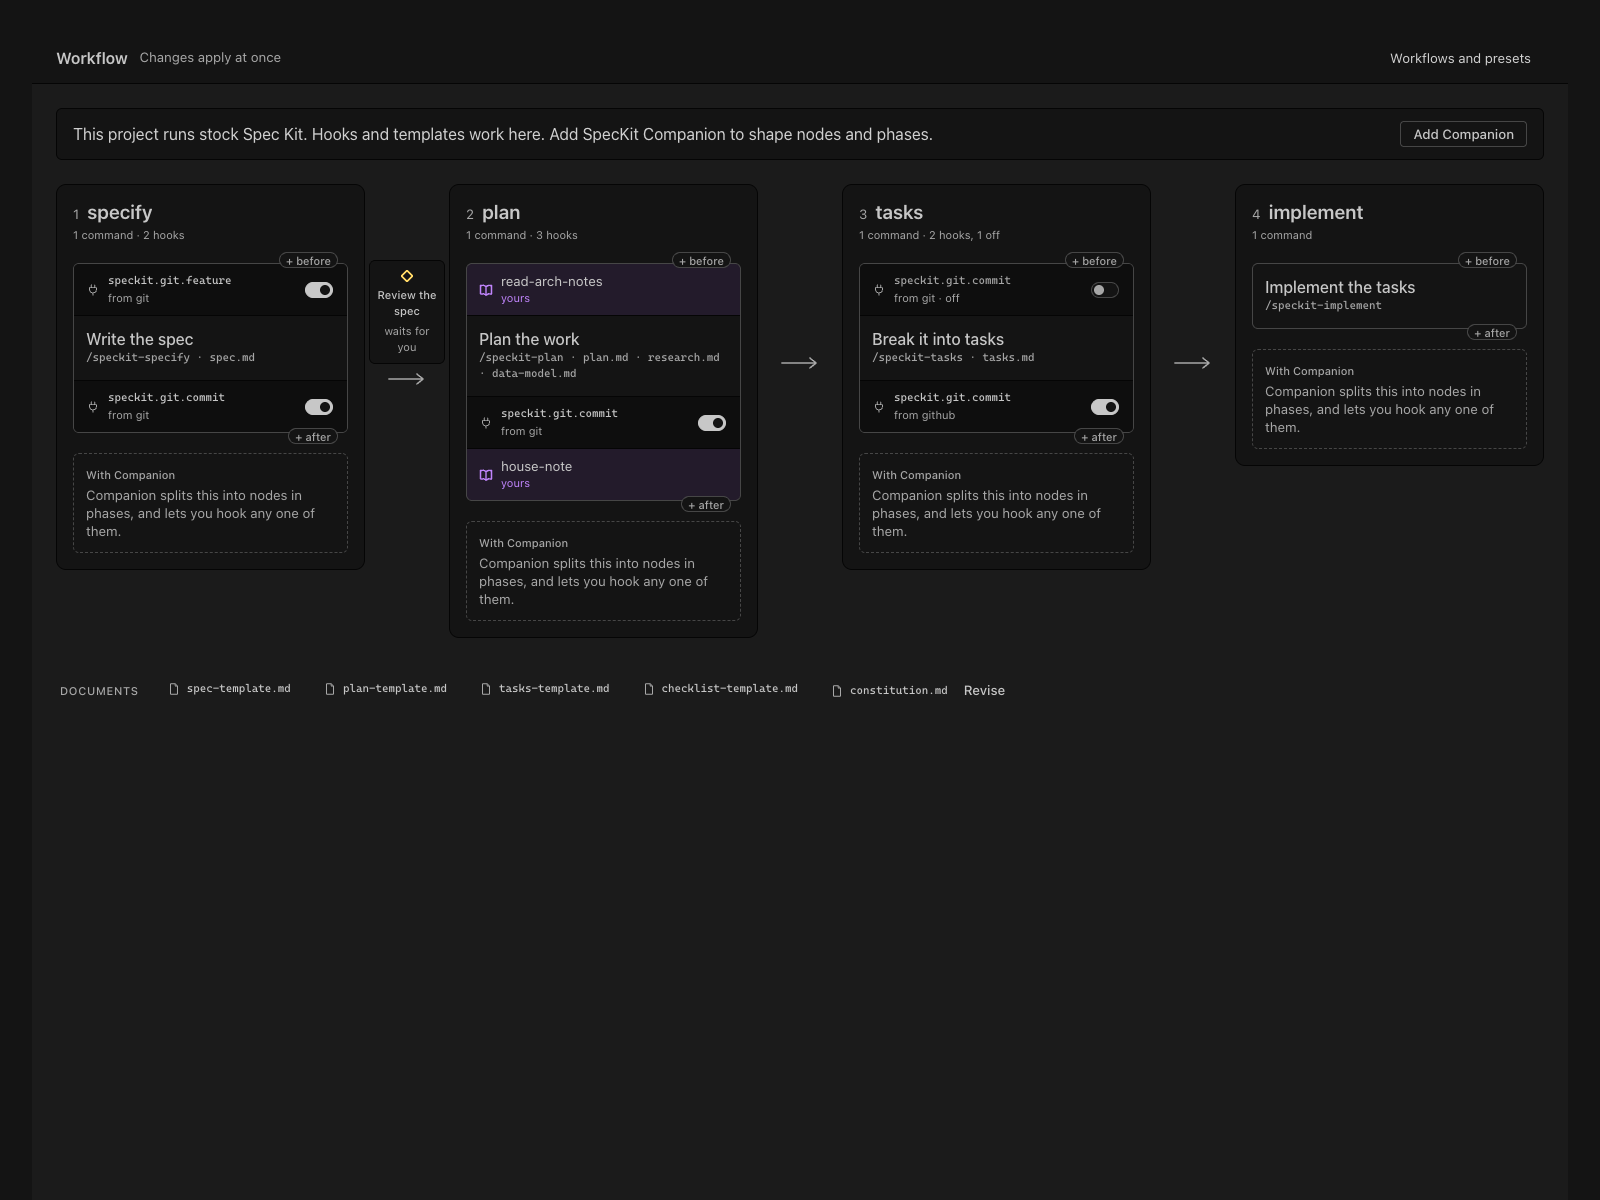 Workflow Changes apply at once
Workflows and presets
This project runs stock Spec Kit. Hooks and templates work here. Add SpecKit Companion to shape nodes and phases.
Add Companion
1 specify
1 command · 2 hooks
+ before
speckit.git.feature
from git
Write the spec
/speckit-specify · spec.md
speckit.git.commit
from git
+ after
With Companion
Companion splits this into nodes in
phases, and lets you hook any one of
them.
Review the
spec
waits for
you
2 plan
1 command · 3 hooks
+ before
read-arch-notes
yours
Plan the work
/speckit-plan · plan.md · research.md
· data-model.md
speckit.git.commit
from git
house-note
yours
+ after
With Companion
Companion splits this into nodes in
phases, and lets you hook any one of
them.
3 tasks
1 command · 2 hooks, 1 off
+ before
speckit.git.commit
from git · off
Break it into tasks
/speckit-tasks · tasks.md
speckit.git.commit
from github
+ after
With Companion
Companion splits this into nodes in
phases, and lets you hook any one of
them.
4 implement
1 command
+ before
Implement the tasks
/speckit-implement
+ after
With Companion
Companion splits this into nodes in
phases, and lets you hook any one of
them.
DOCUMENTS spec-template.md plan-template.md tasks-template.md checklist-template.md constitution.md Revise